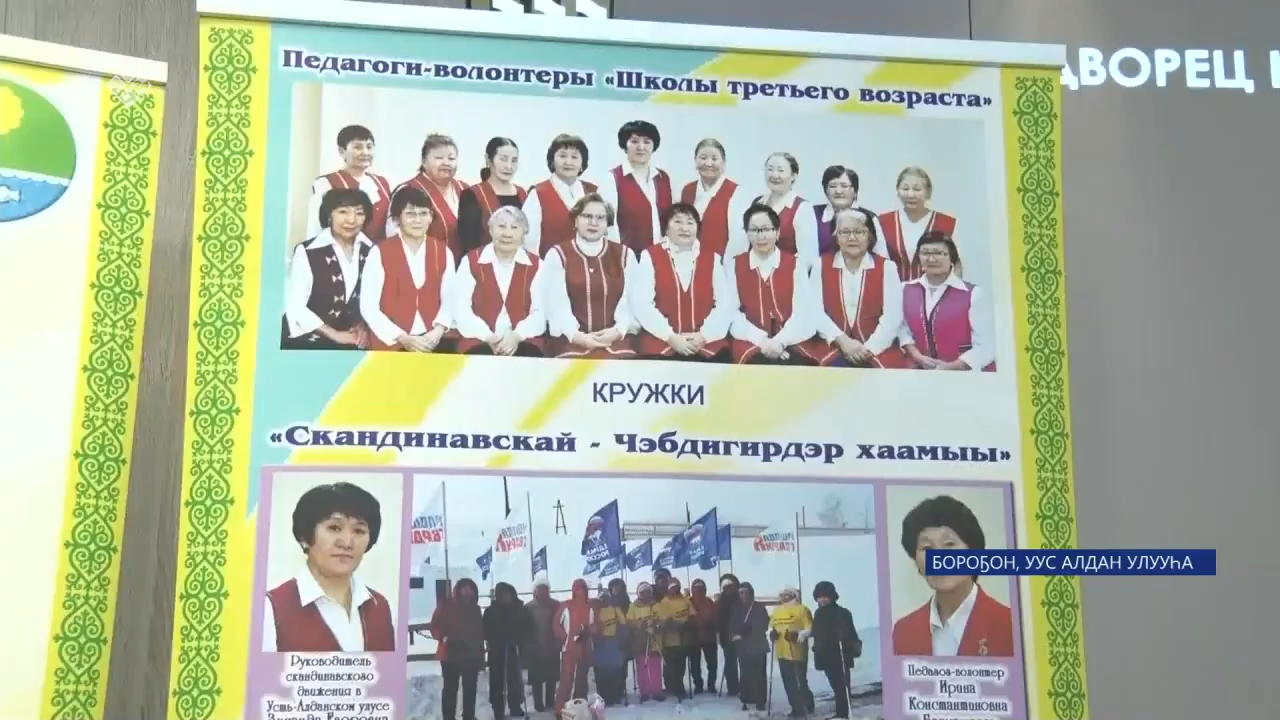 ДВОРЕЦ
Педагоги-волонтеры «Школы третьего возраста»
КРУЖКИ
«Скандинавскай - Чэбдигирдэр хаамыы»
БОРОҔОН, УУС АЛДАН УЛУУҺА
Руководитель
скандинавского
движения в
Усть-Алданском улусе
Педагог-волонтер
Ирина
Константиновна